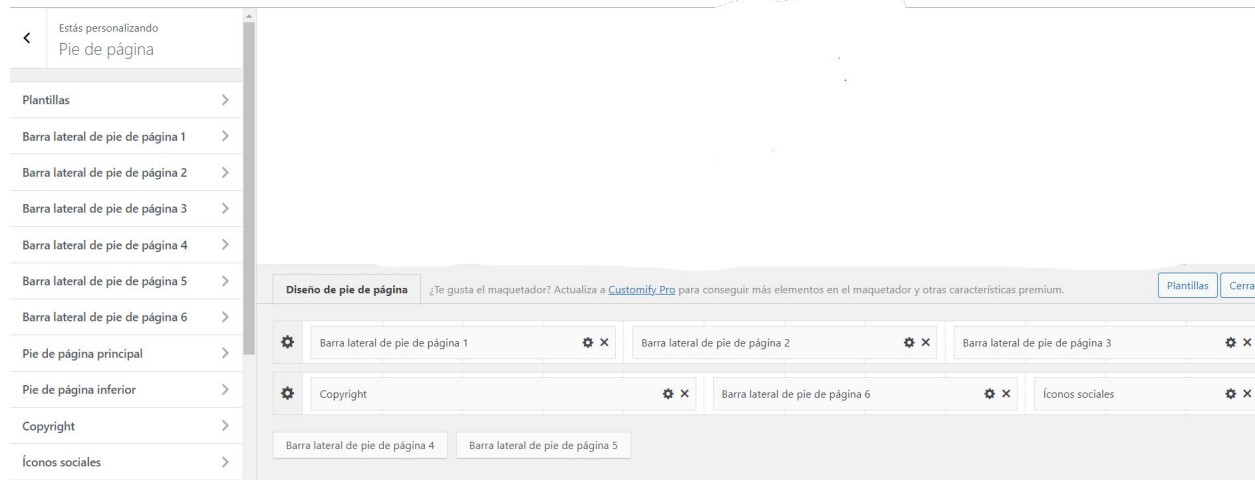 Estás personalizando
Pie de página
Plantillas
Barra lateral de pie de página 1
Barra lateral de pie de página 2
Barra lateral de pie de página 3
Barra lateral de pie de página 4
Barra lateral de pie de página 5
Barra lateral de pie de página 6
Pie de página principal
Pie de página inferior
Copyright
Íconos sociales
Diseño de pie de página ¿Te gusta el maquetador? Actualiza a Customify Pro para conseguir más elementos en el maquetador y otras características premium. Plantillas Cerra
Barra lateral de pie de página 1 Barra lateral de pie de página 2 Barra lateral de pie de página 3
Copyright Barra lateral de pie de página 6 Íconos sociales
Barra lateral de pie de página 4 Barra lateral de pie de página 5